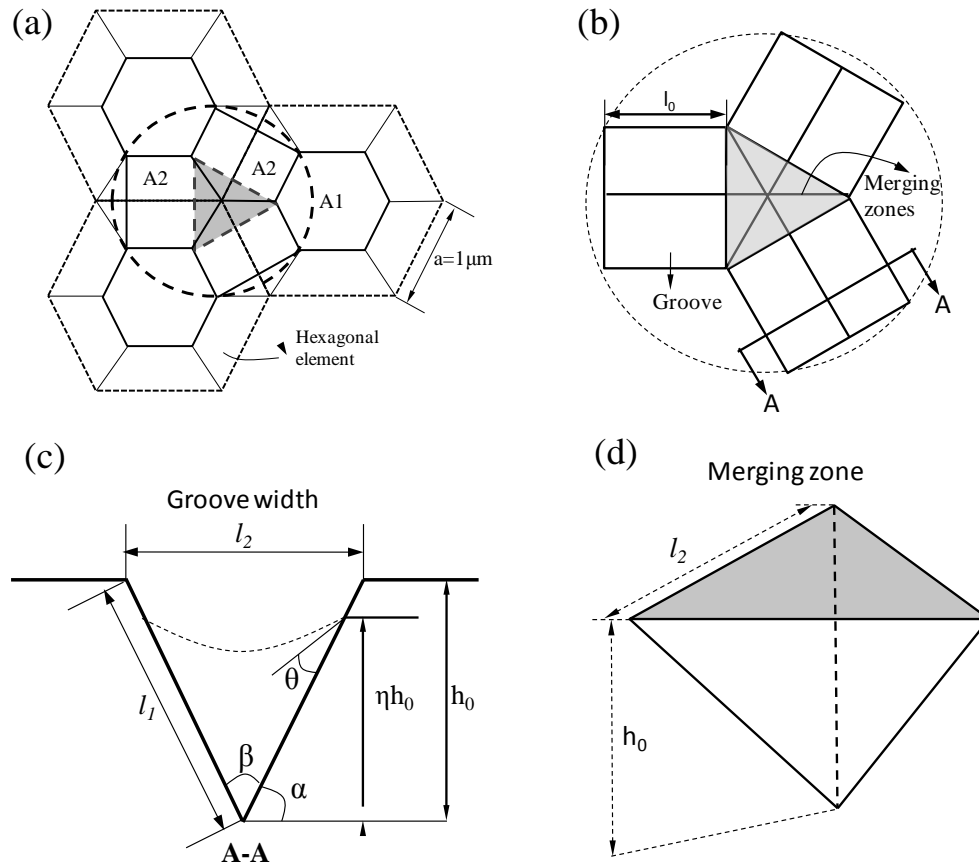 (a)
A2
A2
A1
a=1μm
Hexagonal
element
(b)
l₀
Merging
zones
Groove
A
A
(c)
Groove width
l₂
l₁
θ
ηh₀
h₀
β
α
A-A
(d)
Merging zone
l₂
h₀